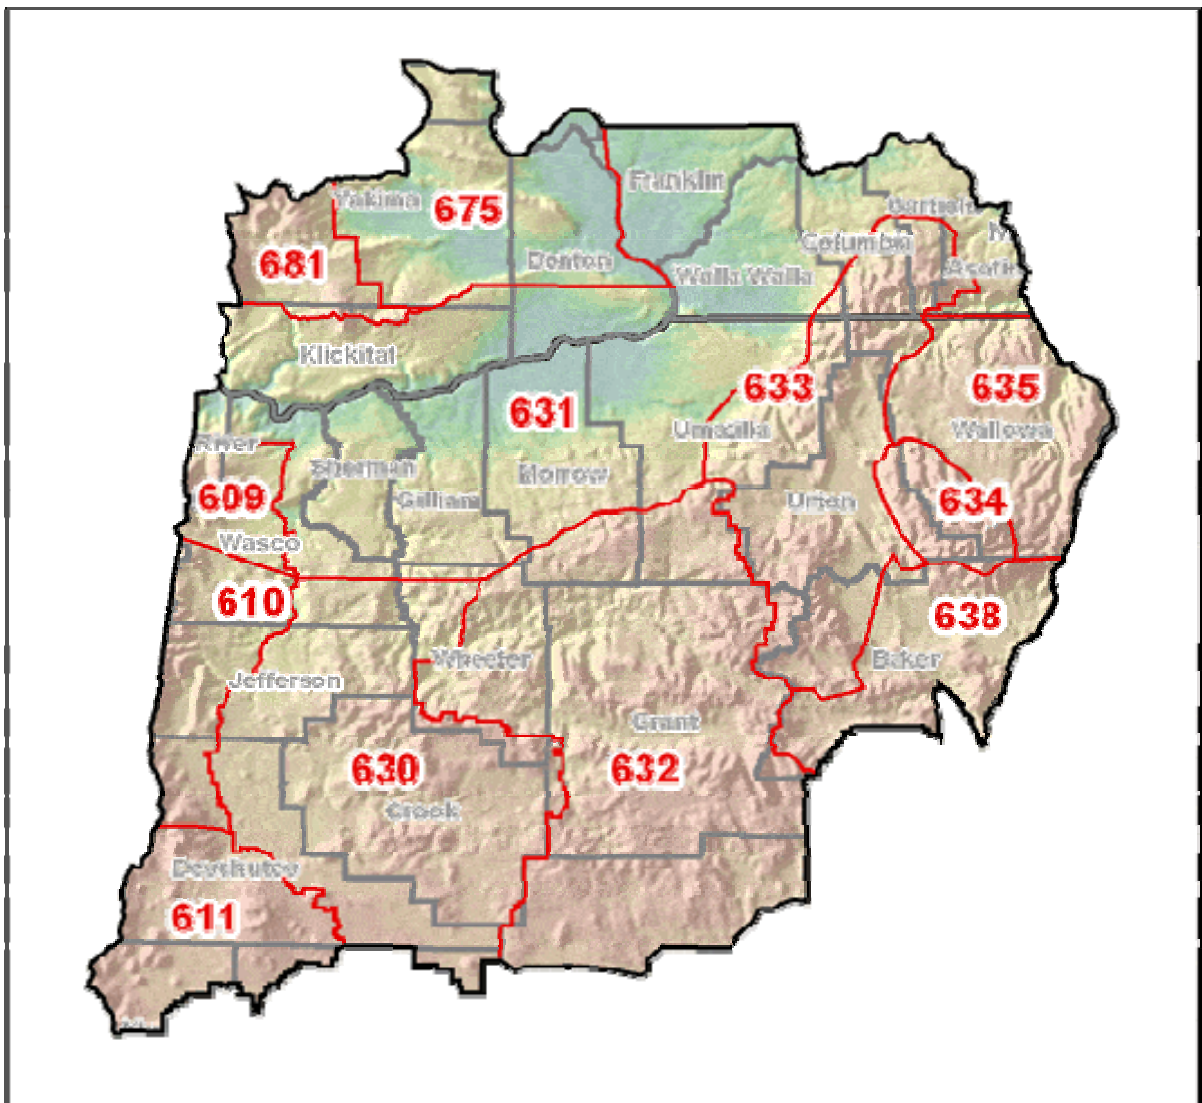 Franklin
Yakima
675
Columbia
681
Benton
Walla Walla
Asotin
Klickitat
633
635
631
Umatilla
Wallowa
River
Sherman
Morrow
609
Gilliam
Union
634
Wasco
610
638
Wheeler
Baker
Jefferson
Grant
630
632
Crook
Deschutes
611